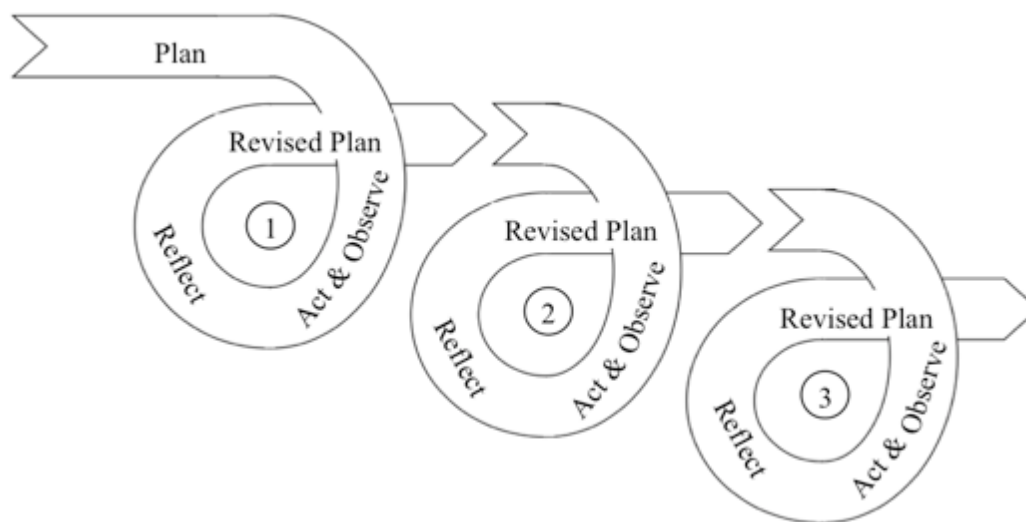 Plan
Revised Plan
1
Act & Observe
Reflect
Revised Plan
2
Act & Observe
Reflect
Revised Plan
3
Act & Observe
Reflect